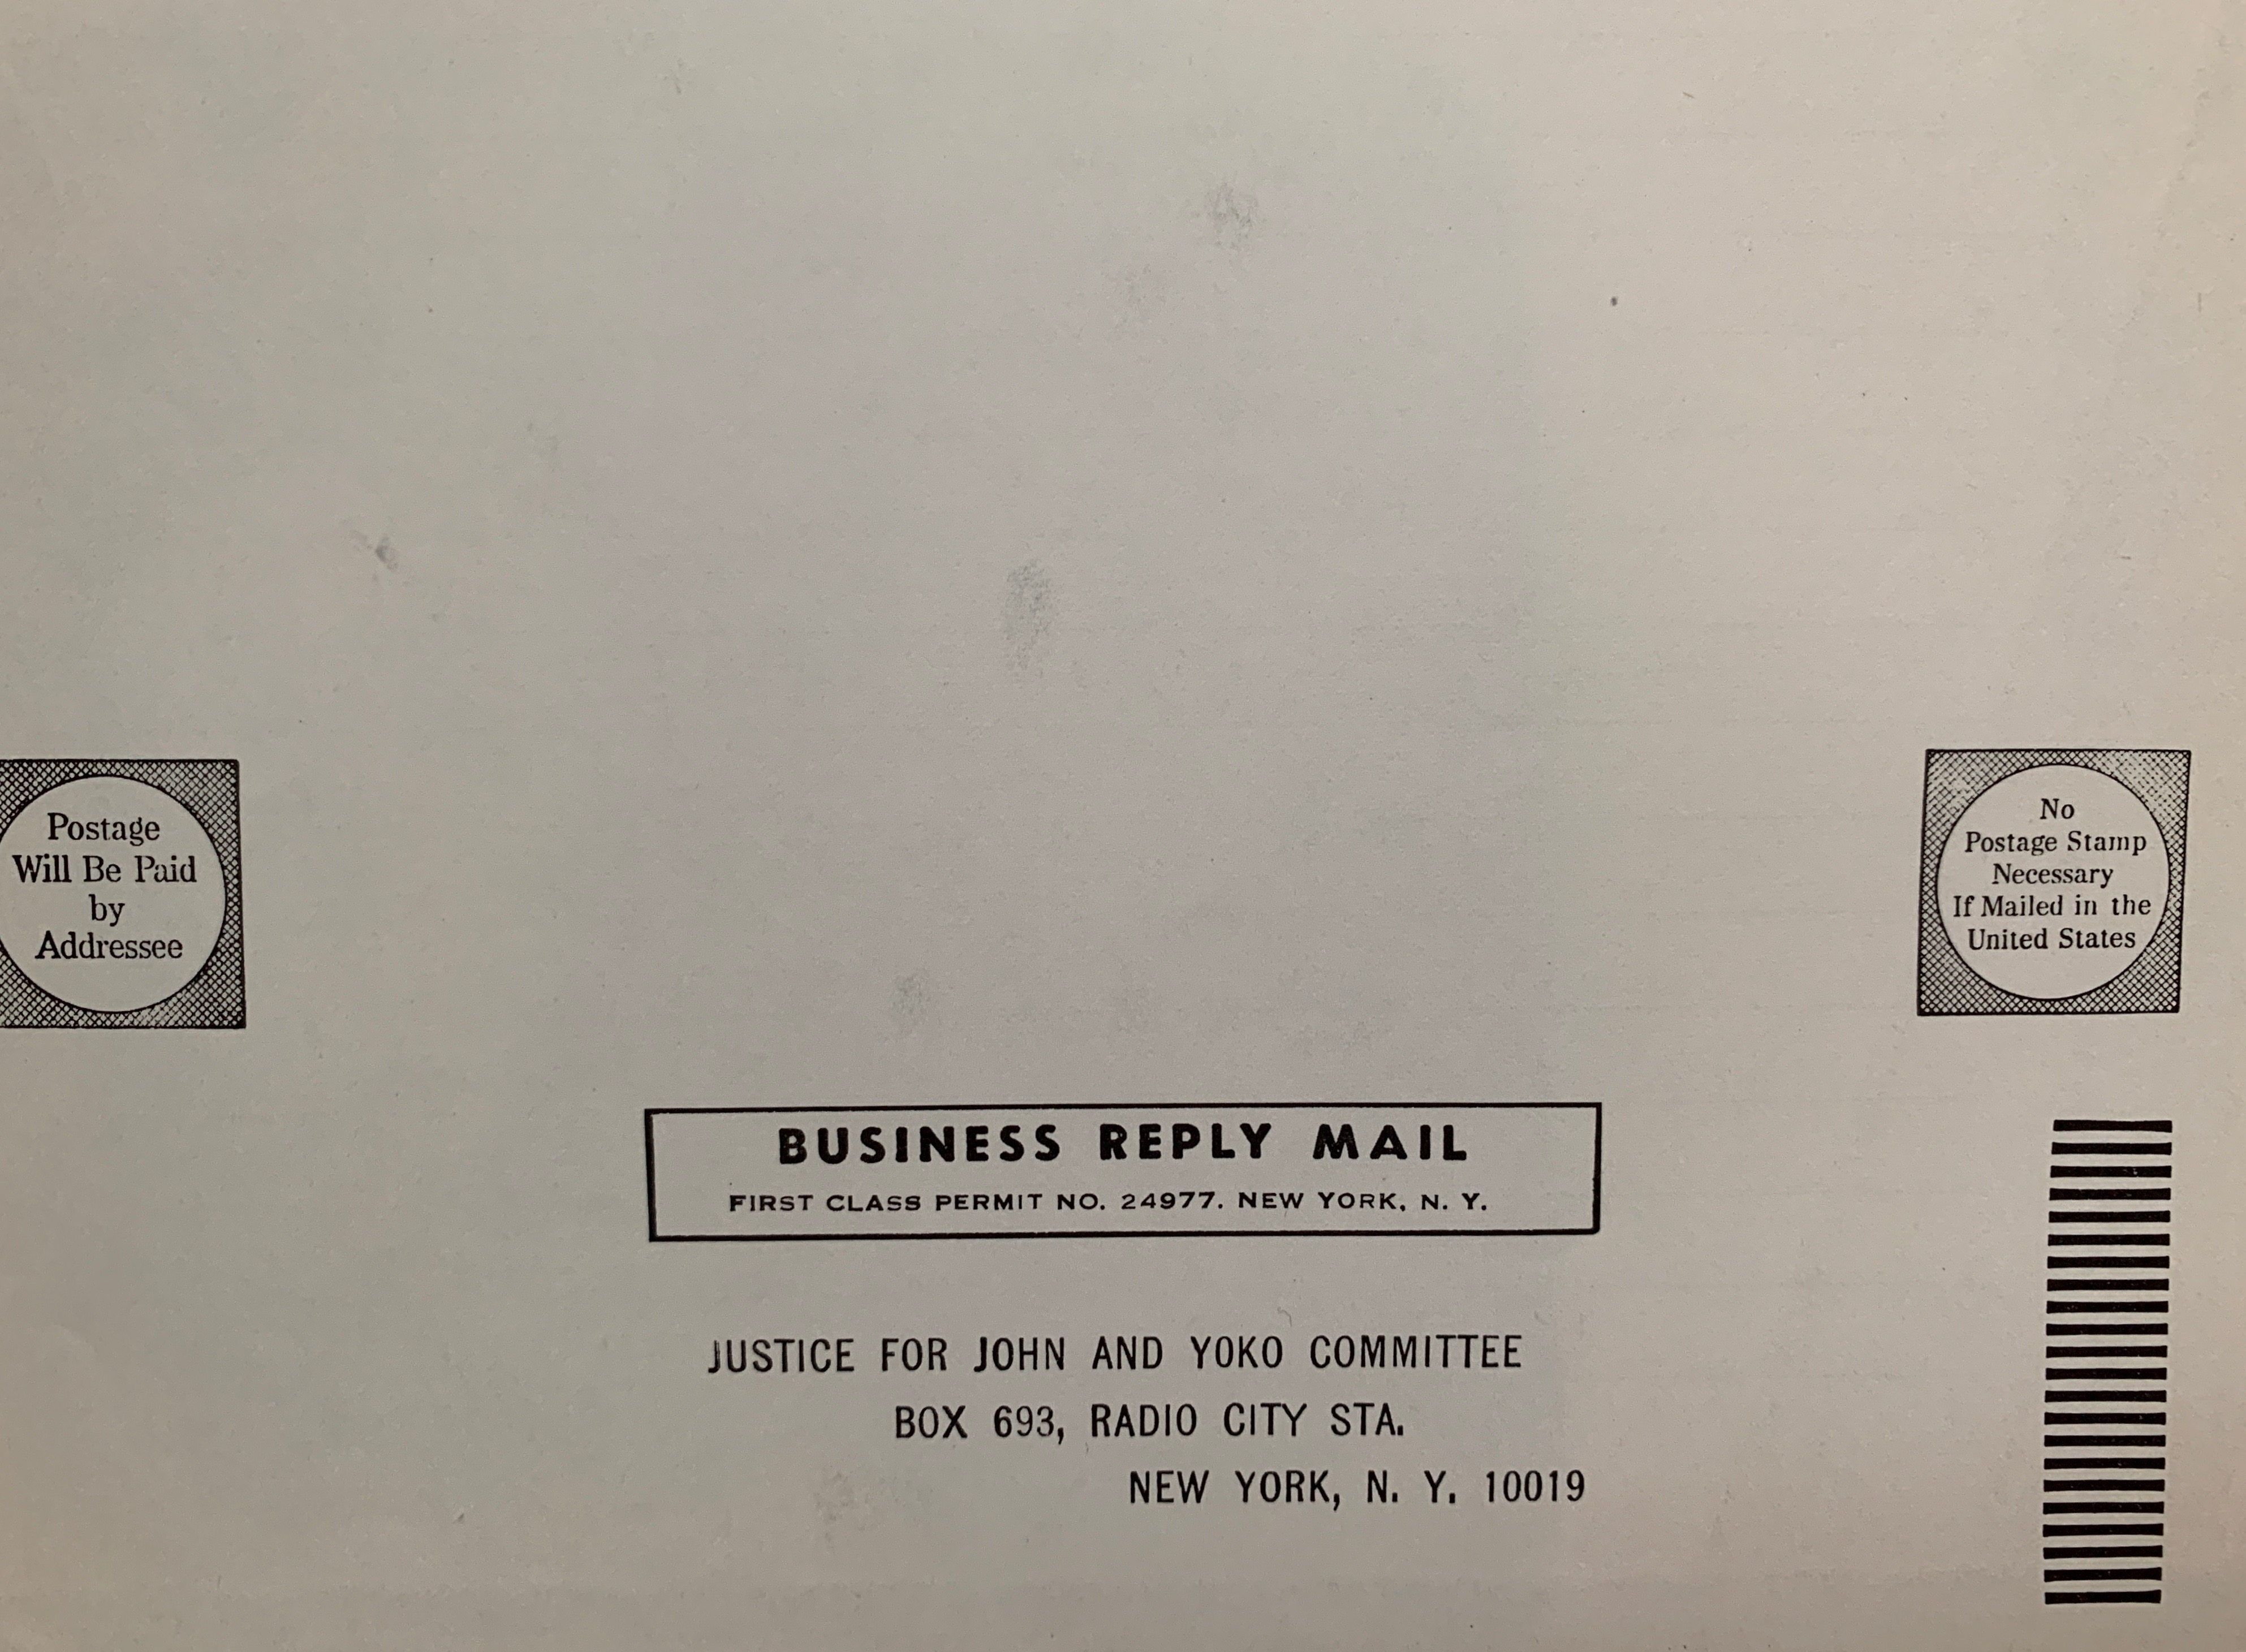 Postage
Will Be Paid
by
Addressee
No
Postage Stamp
Necessary
If Mailed in the
United States
BUSINESS REPLY MAIL
FIRST CLASS PERMIT NO. 24977. NEW YORK, N. Y.
JUSTICE FOR JOHN AND YOKO COMMITTEE
BOX 693, RADIO CITY STA.
NEW YORK, N. Y. 10019